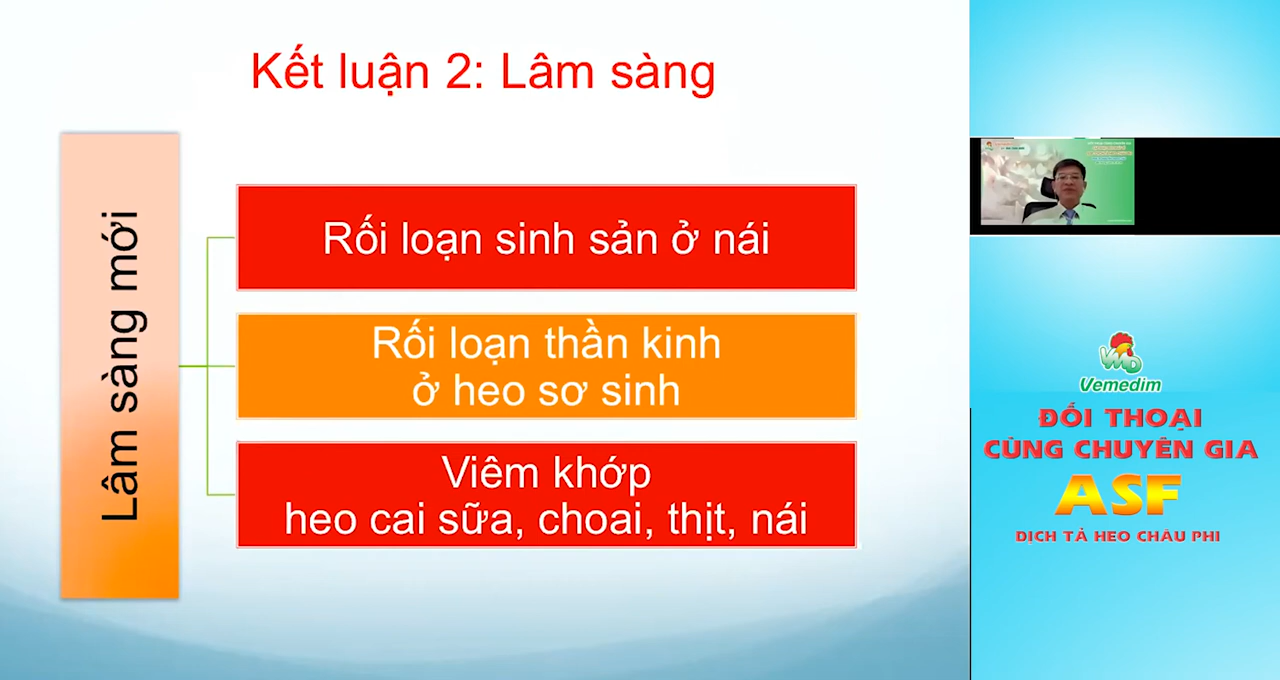 Kết luận 2: Lâm sàng
Lâm sàng mới
Rối loạn sinh sản ở nái
Rối loạn thần kinh
ở heo sơ sinh
Viêm khớp
heo cai sữa, choai, thịt, nái
VMD
Vemedim
ĐỐI THOẠI
CÙNG CHUYÊN GIA
ASF
DỊCH TẢ HEO CHÂU PHI